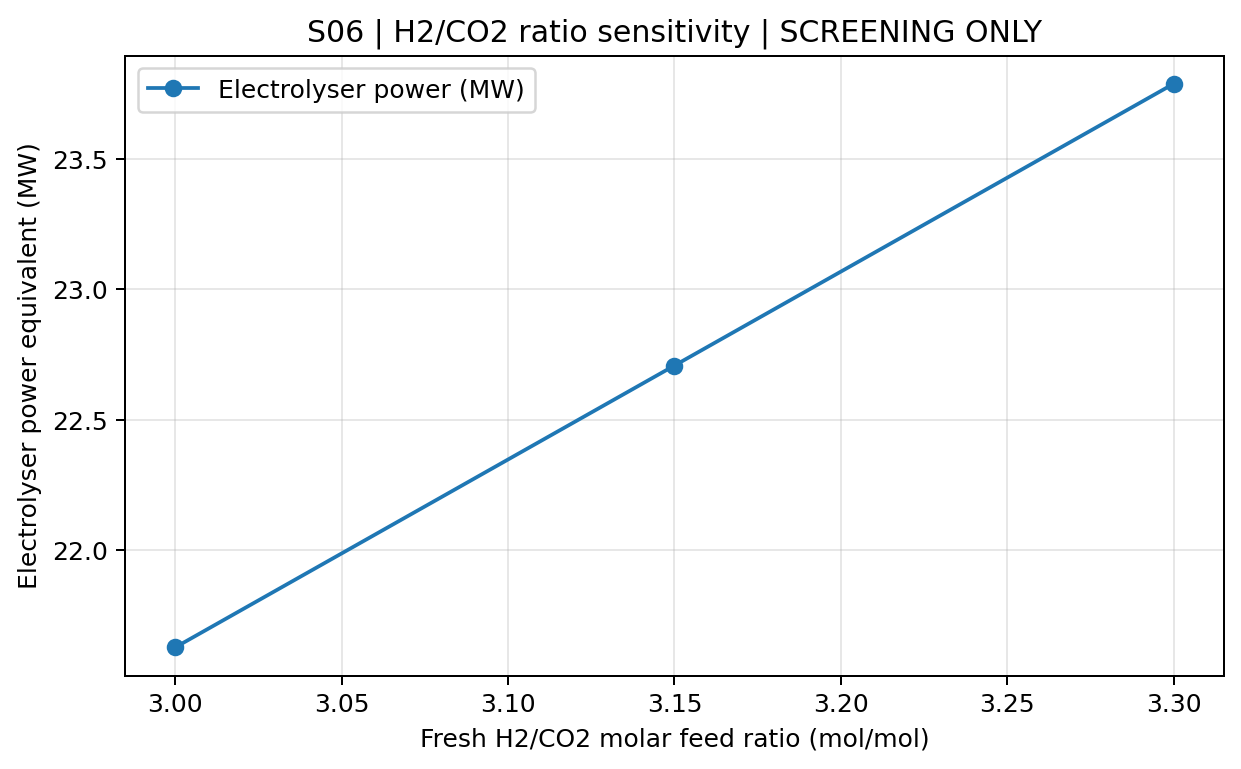 S06 | H2/CO2 ratio sensitivity | SCREENING ONLY
Electrolyser power (MW)
Electrolyser power equivalent (MW)
23.5
23.0
22.5
22.0
3.00 3.05 3.10 3.15 3.20 3.25 3.30
Fresh H2/CO2 molar feed ratio (mol/mol)